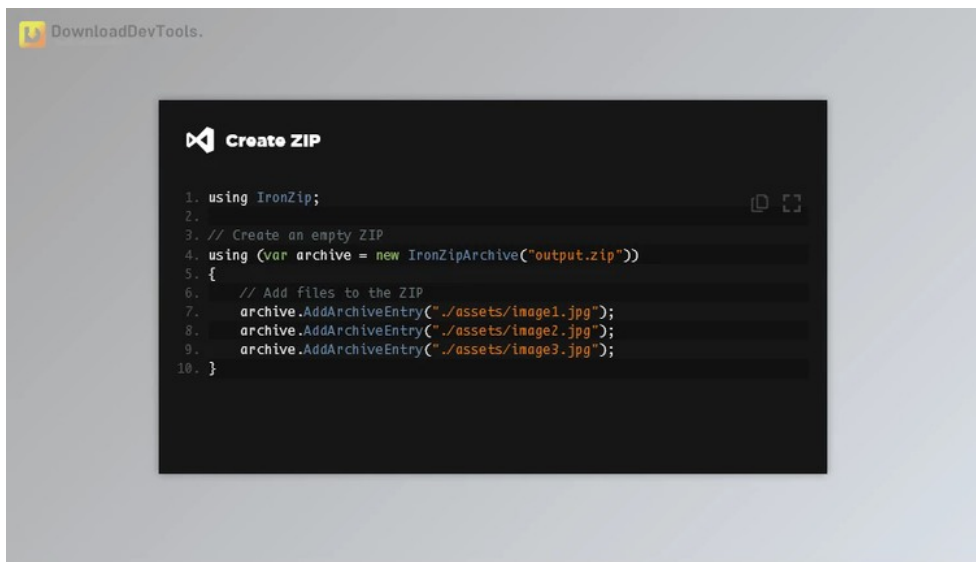 DownloadDevTools.
Create ZIP
1. using IronZip;
2.
3. // Create an empty ZIP
4. using (var archive = new IronZipArchive("output.zip"))
5. {
6. // Add files to the ZIP
7. archive.AddArchiveEntry("./assets/image1.jpg");
8. archive.AddArchiveEntry("./assets/image2.jpg");
9. archive.AddArchiveEntry("./assets/image3.jpg");
10. }